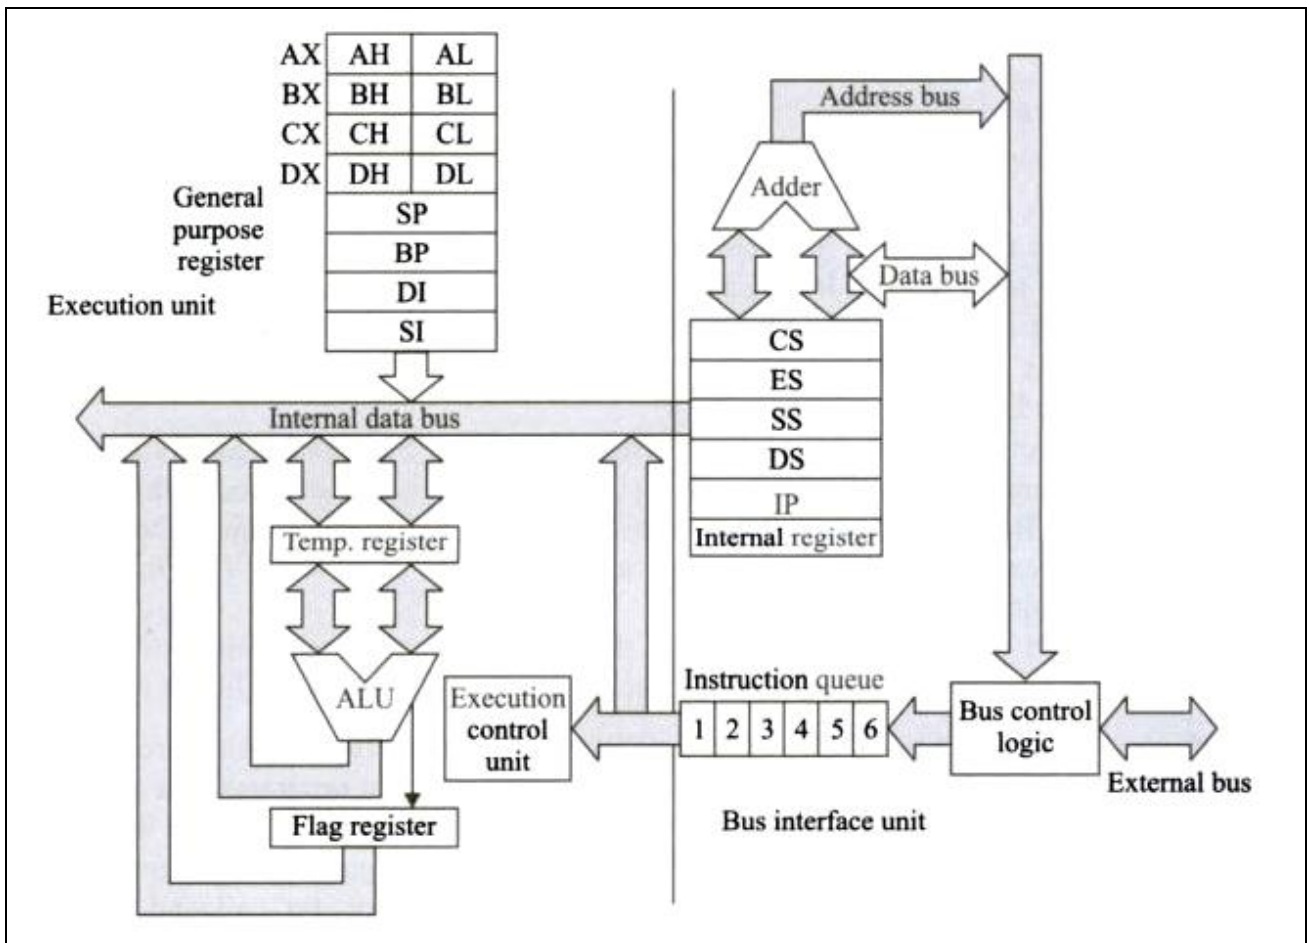 AX AH AL
BX BH BL
CX CH CL
DX DH DL
General
purpose
register
SP
BP
DI
SI
Execution unit
Internal data bus
Temp. register
ALU
Flag register
Execution
control
unit
Address bus
Adder
Data bus
CS
ES
SS
DS
IP
Internal register
Instruction queue
1 2 3 4 5 6
Bus control
logic
External bus
Bus interface unit